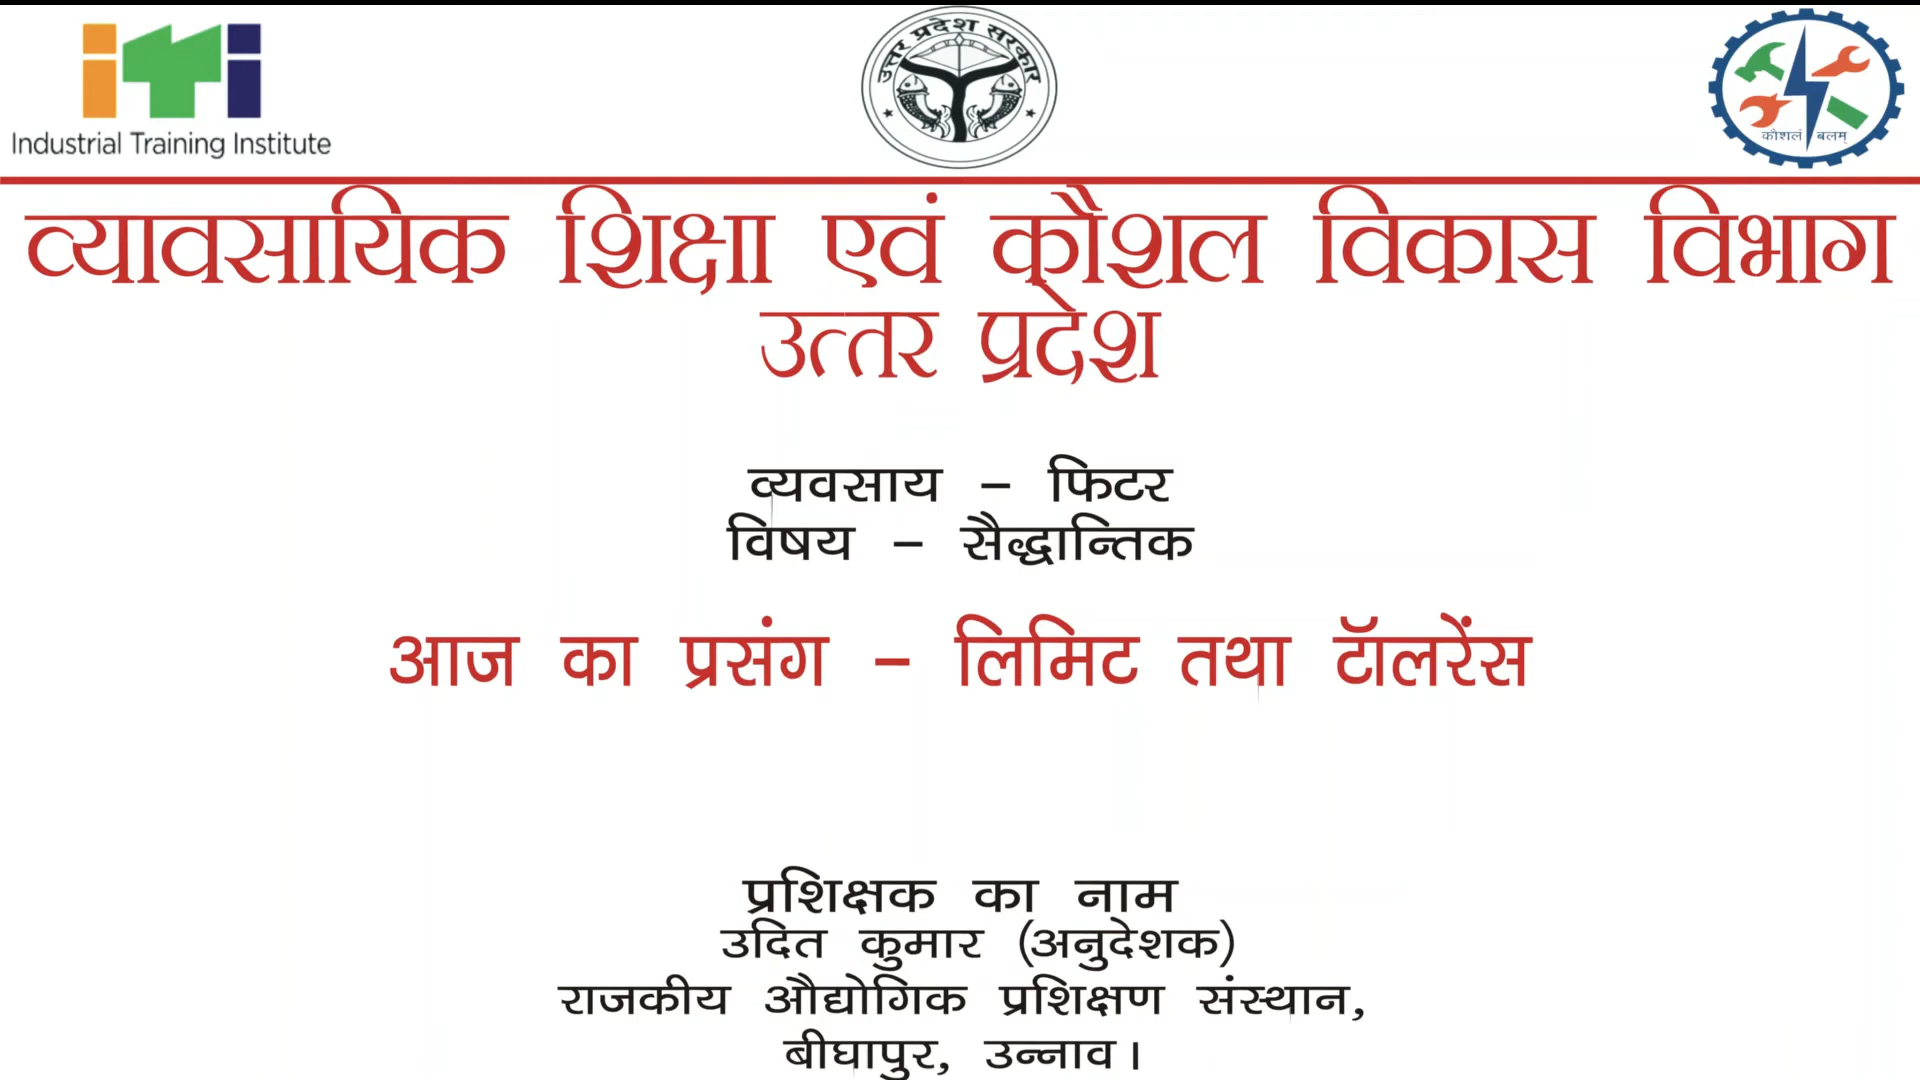 Industrial Training Institute
उत्तर प्रदेश सरकार
कौशलं बलम्
व्यावसायिक शिक्षा एवं कौशल विकास विभाग
उत्तर प्रदेश
व्यवसाय – फिटर
विषय – सैद्धान्तिक
आज का प्रसंग – लिमिट तथा टॉलरेंस
प्रशिक्षक का नाम
उदित कुमार (अनुदेशक)
राजकीय औद्योगिक प्रशिक्षण संस्थान,
बीघापुर, उन्नाव।